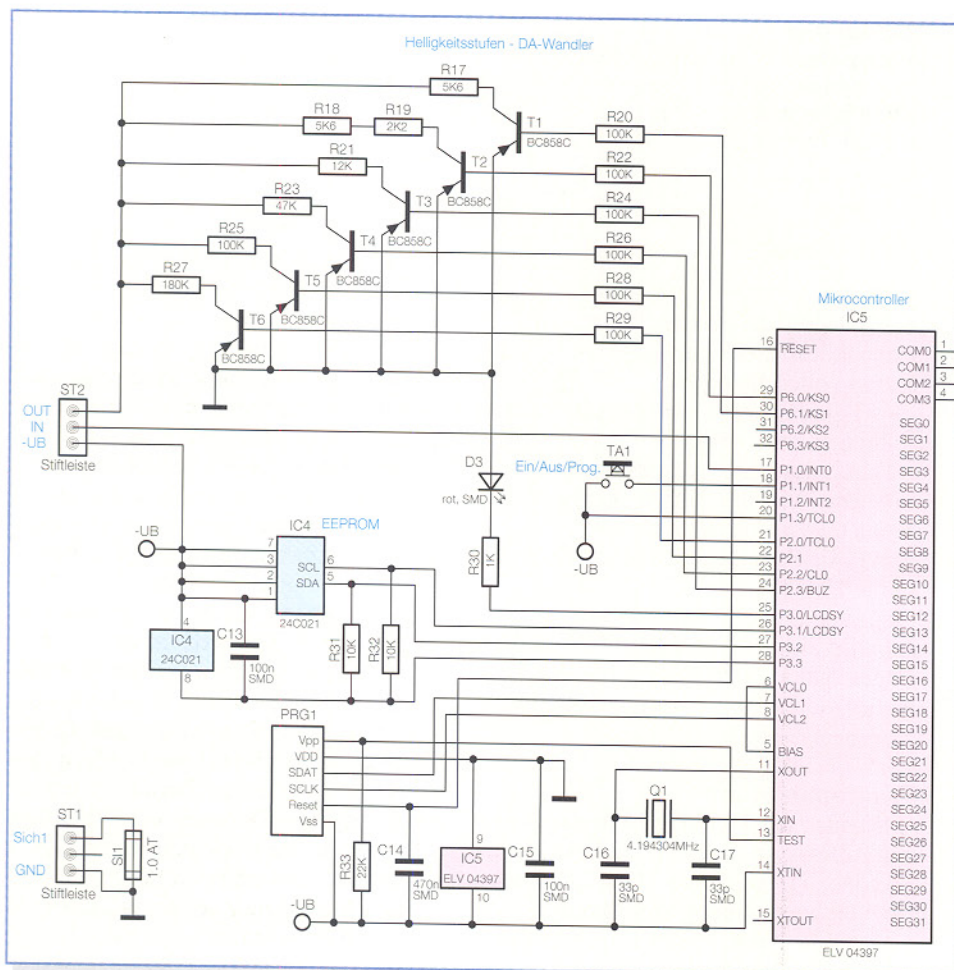 Helligkeitsstufen - DA-Wandler
R17
5K6
R18
5K6
R19
2K2
T1
BC858C
R20
100K
R21
12K
T2
BC858C
R22
100K
R23
47K
T3
BC858C
R24
100K
R25
100K
T4
BC858C
R26
100K
R27
180K
T5
BC858C
R28
100K
T6
BC858C
R29
100K
Mikrocontroller
IC5
ST2
OUT
IN
-UB
Stiftleiste
16 RESET
29 P6.0/KS0
30 P6.1/KS1
31 P6.2/KS2
32 P6.3/KS3
17 P1.0/INT0
18 P1.1/INT1
19 P1.2/INT2
20 P1.3/TCL0
21 P2.0/TCL0
22 P2.1
23 P2.2/CL0
24 P2.3/BUZ
25 P3.0/LCDSY
26 P3.1/LCDSY
27 P3.2
28 P3.3
6 VCL0
7 VCL1
8 VCL2
5 BIAS
11 XOUT
12 XIN
13 TEST
14 XTIN
15 XTOUT
COM0 1
COM1 2
COM2 3
COM3 4
SEG0
SEG1
SEG2
SEG3
SEG4
SEG5
SEG6
SEG7
SEG8
SEG9
SEG10
SEG11
SEG12
SEG13
SEG14
SEG15
SEG16
SEG17
SEG18
SEG19
SEG20
SEG21
SEG22
SEG23
SEG24
SEG25
SEG26
SEG27
SEG28
SEG29
SEG30
SEG31
ELV 04397
D3
rot, SMD
Ein/Aus/Prog.
TA1
-UB
R30
1K
-UB
IC4
EEPROM
7
3
2
1
SCL 6
SDA 5
24C021
4
IC4
24C021
8
C13
100n
SMD
R31
10K
R32
10K
PRG1
Vpp
VDD
SDAT
SCLK
Reset
Vss
R33
22K
C14
470n
SMD
9
IC5
ELV 04397
10
C15
100n
SMD
Q1
4.194304MHz
C16
33p
SMD
C17
33p
SMD
-UB
ST1
Sich1
GND
Stiftleiste
SI1
1.0 AT